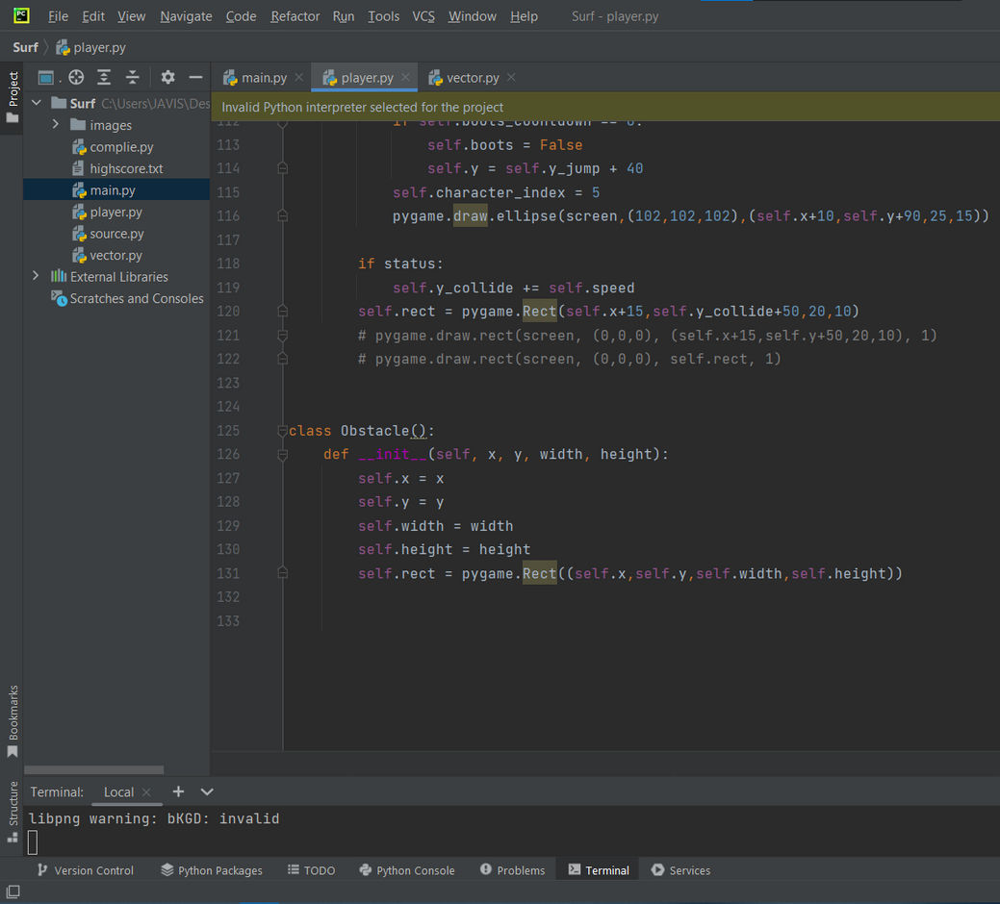 PC File Edit View Navigate Code Refactor Run Tools VCS Window Help Surf - player.py
Surf player.py
Project
main.py player.py vector.py
Surf C:\Users\JAVIS\Des
images
complie.py
highscore.txt
main.py
player.py
source.py
vector.py
External Libraries
Scratches and Consoles
Invalid Python interpreter selected for the project
112 if self.boots_countdown == 0:
113 self.boots = False
114 self.y = self.y_jump + 40
115 self.character_index = 5
116 pygame.draw.ellipse(screen,(102,102,102),(self.x+10,self.y+90,25,15))
117
118 if status:
119 self.y_collide += self.speed
120 self.rect = pygame.Rect(self.x+15,self.y_collide+50,20,10)
121 # pygame.draw.rect(screen, (0,0,0), (self.x+15,self.y+50,20,10), 1)
122 # pygame.draw.rect(screen, (0,0,0), self.rect, 1)
123
124
125 class Obstacle():
126 def __init__(self, x, y, width, height):
127 self.x = x
128 self.y = y
129 self.width = width
130 self.height = height
131 self.rect = pygame.Rect((self.x,self.y,self.width,self.height))
132
133
Bookmarks
Structure
Terminal: Local
libpng warning: bKGD: invalid
Version Control Python Packages TODO Python Console Problems Terminal Services